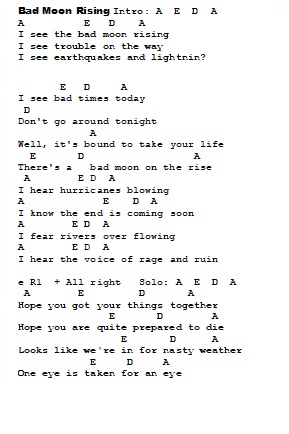 Bad Moon Rising Intro: A E D A
A E D A
I see the bad moon rising
I see trouble on the way
I see earthquakes and lightnin?
E D A
I see bad times today
D
Don't go around tonight
A
Well, it's bound to take your life
E D A
There's a bad moon on the rise
A E D A
I hear hurricanes blowing
A E D A
I know the end is coming soon
A E D A
I fear rivers over flowing
A E D A
I hear the voice of rage and ruin
e R1 + All right Solo: A E D A
A E D A
Hope you got your things together
E D A
Hope you are quite prepared to die
E D A
Looks like we're in for nasty weather
E D A
One eye is taken for an eye